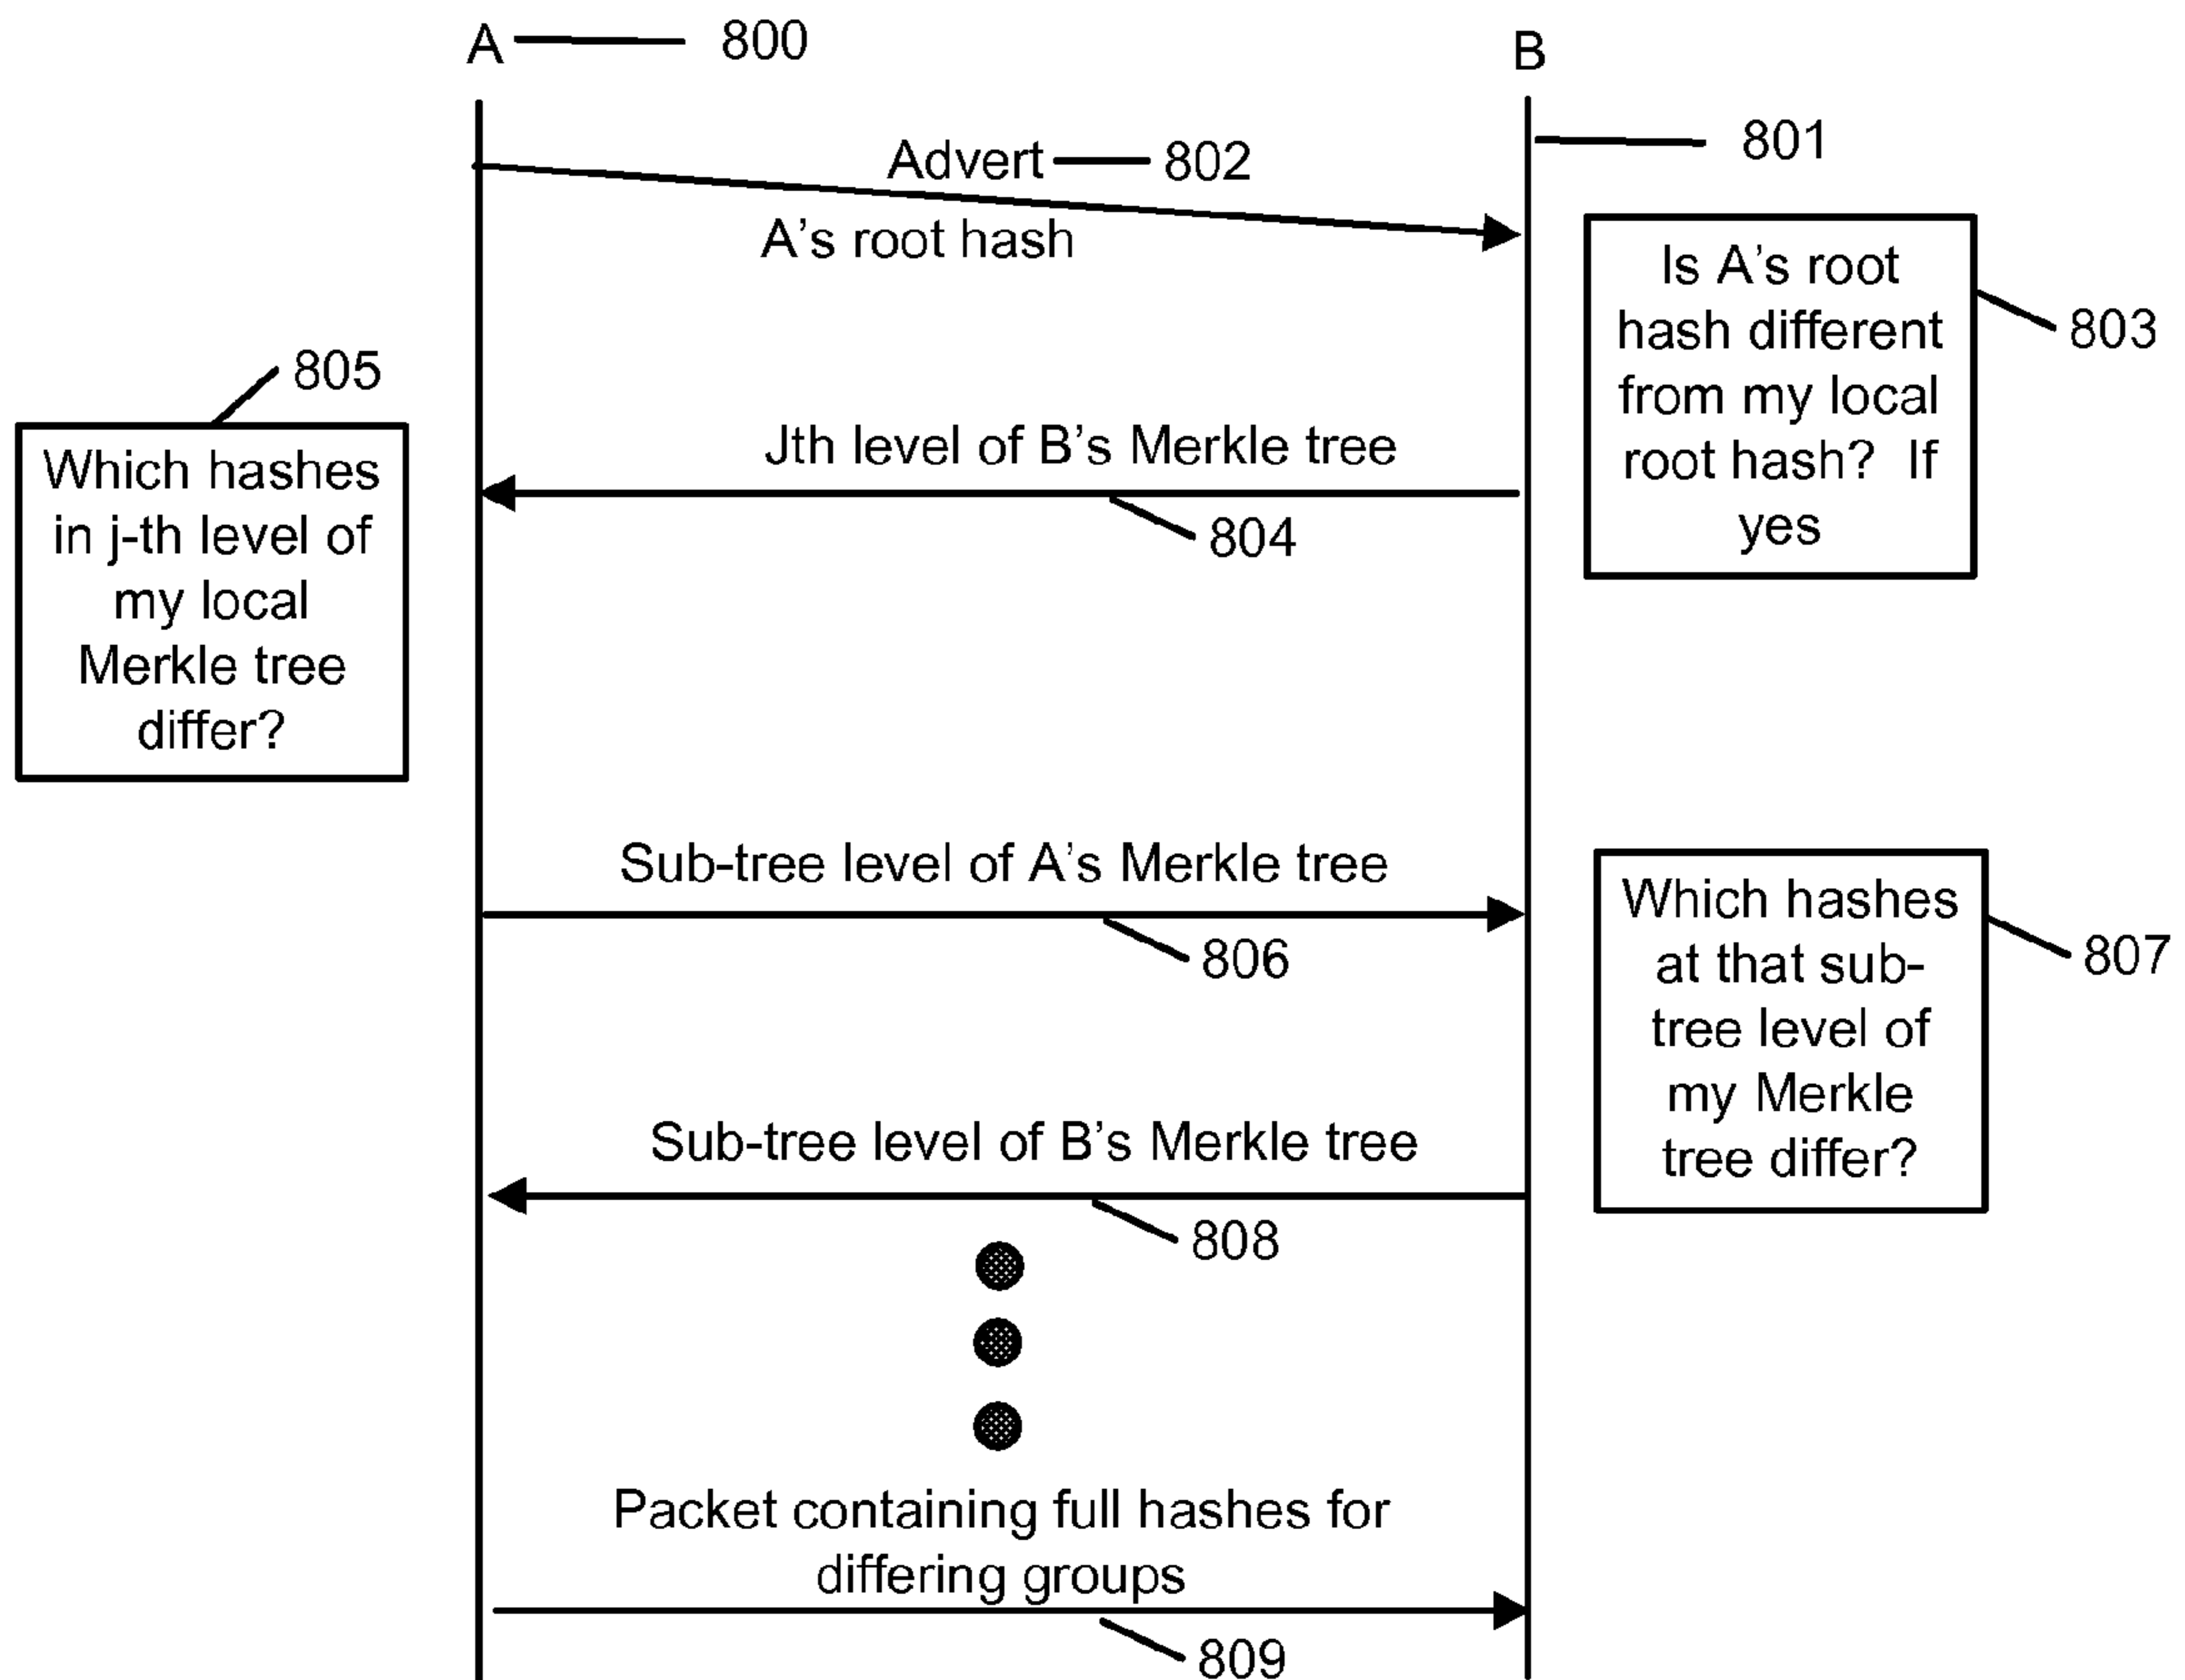 A 800
B
801
Advert 802
A's root hash
Is A's root
hash different
from my local
root hash? If
yes
803
805
Which hashes
in j-th level of
my local
Merkle tree
differ?
Jth level of B's Merkle tree
804
Sub-tree level of A's Merkle tree
806
Which hashes
at that sub-
tree level of
my Merkle
tree differ?
807
Sub-tree level of B's Merkle tree
808
Packet containing full hashes for
differing groups
809